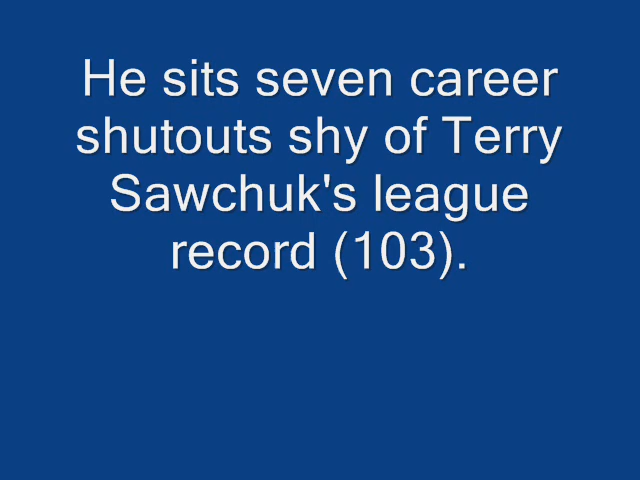 He sits seven career
shutouts shy of Terry
Sawchuk's league
record (103).